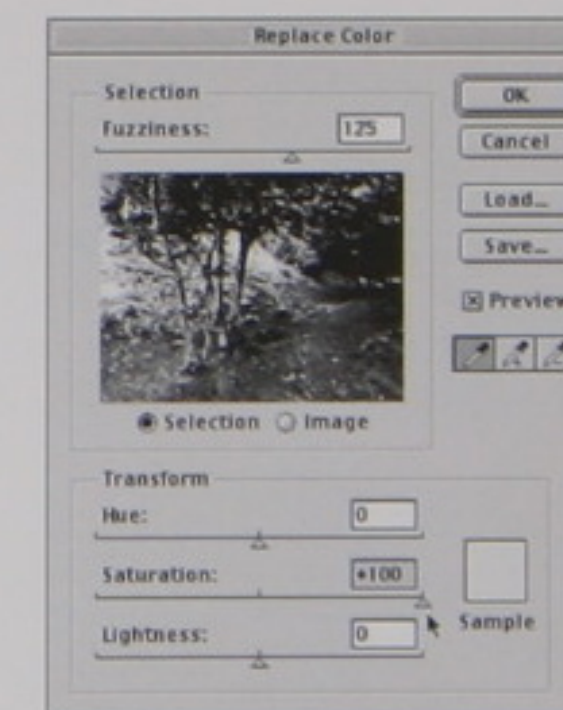 Replace Color
Selection
Fuzziness: 125
OK
Cancel
Load...
Save...
Preview
Selection Image
Transform
Hue: 0
Saturation: +100
Lightness: 0
Sample